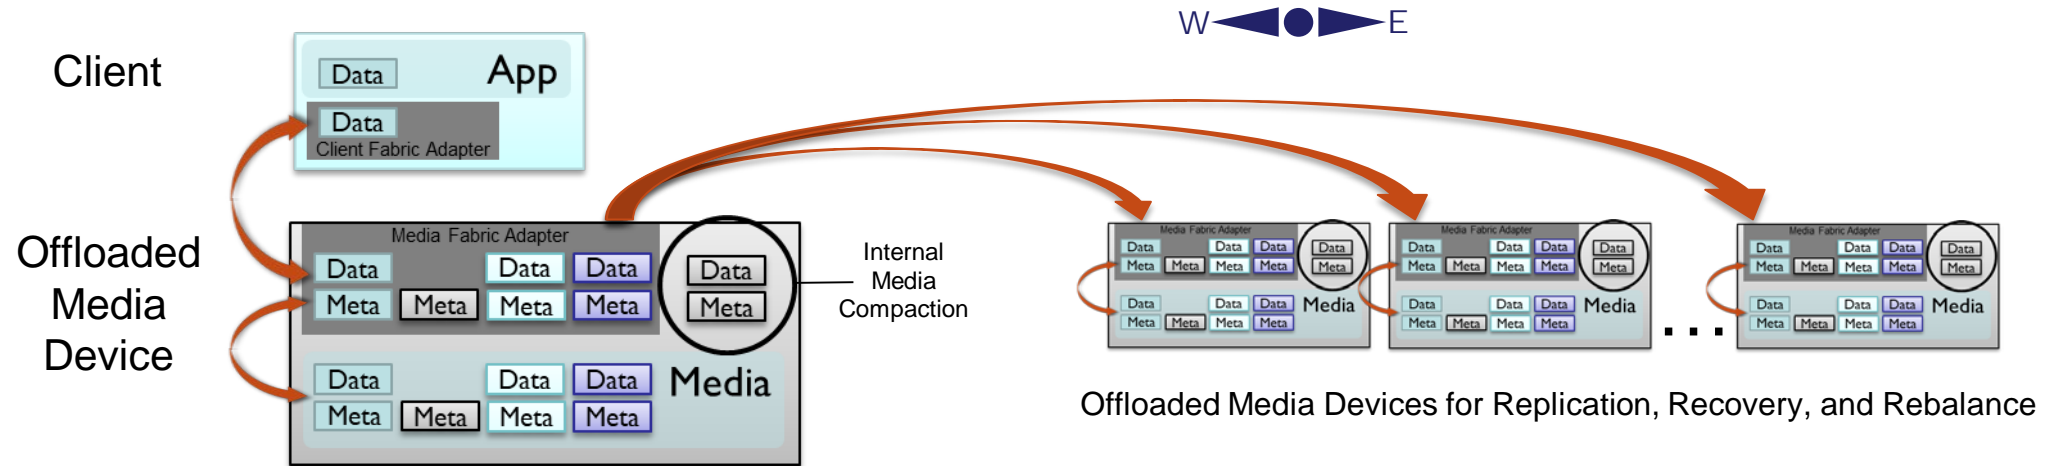 W E
Client
Data App
Data
Client Fabric Adapter
Offloaded
Media
Device
Media Fabric Adapter
Data Data Data Data
Meta Meta Meta Meta Meta
Data Data Data Media
Meta Meta Meta Meta
Internal
Media
Compaction
Media Fabric Adapter
Data Data Data Data
Meta Meta Meta Meta Meta
Data Data Data Media
Meta Meta Meta Meta
Media Fabric Adapter
Data Data Data Data
Meta Meta Meta Meta Meta
Data Data Data Media
Meta Meta Meta Meta
...
Media Fabric Adapter
Data Data Data Data
Meta Meta Meta Meta Meta
Data Data Data Media
Meta Meta Meta Meta
Offloaded Media Devices for Replication, Recovery, and Rebalance